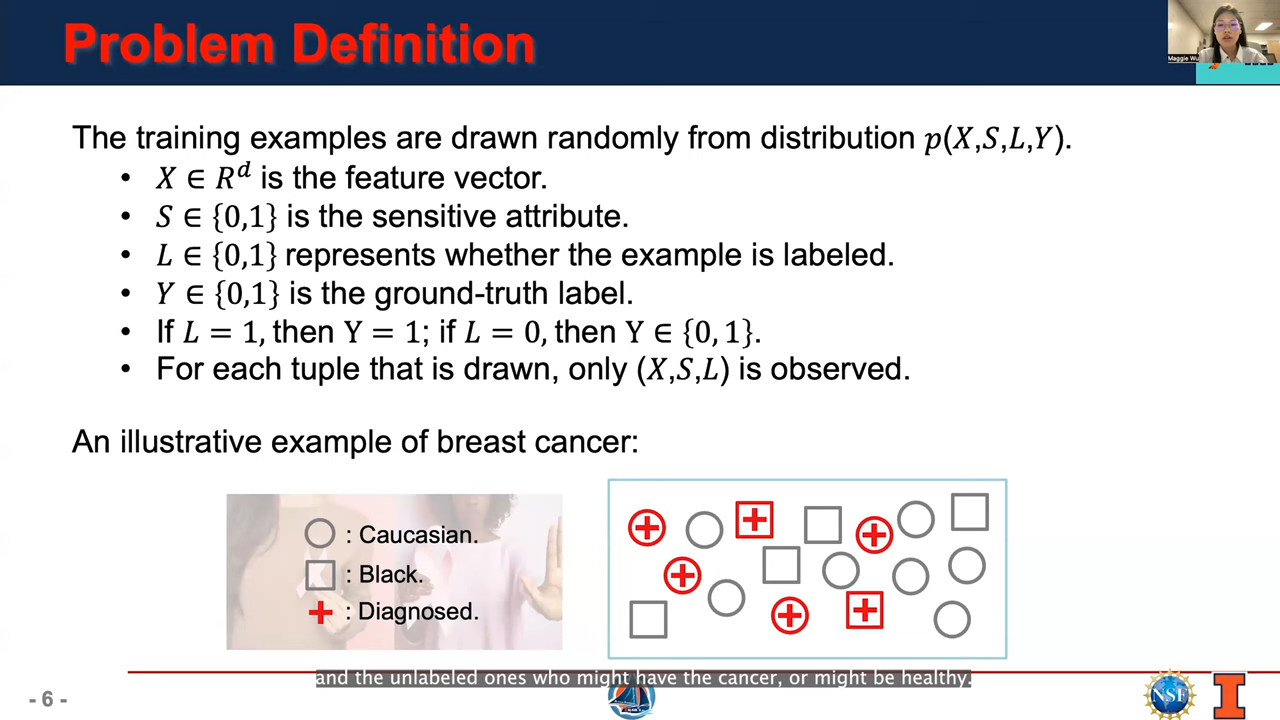 Problem Definition
Maggie Wu
The training examples are drawn randomly from distribution p(X,S,L,Y).
• X ∈ R^d is the feature vector.
• S ∈ {0,1} is the sensitive attribute.
• L ∈ {0,1} represents whether the example is labeled.
• Y ∈ {0,1} is the ground-truth label.
• If L = 1, then Y = 1; if L = 0, then Y ∈ {0, 1}.
• For each tuple that is drawn, only (X,S,L) is observed.
An illustrative example of breast cancer:
: Caucasian.
: Black.
: Diagnosed.
and the unlabeled ones who might have the cancer, or might be healthy.
- 6 -
NSF
I